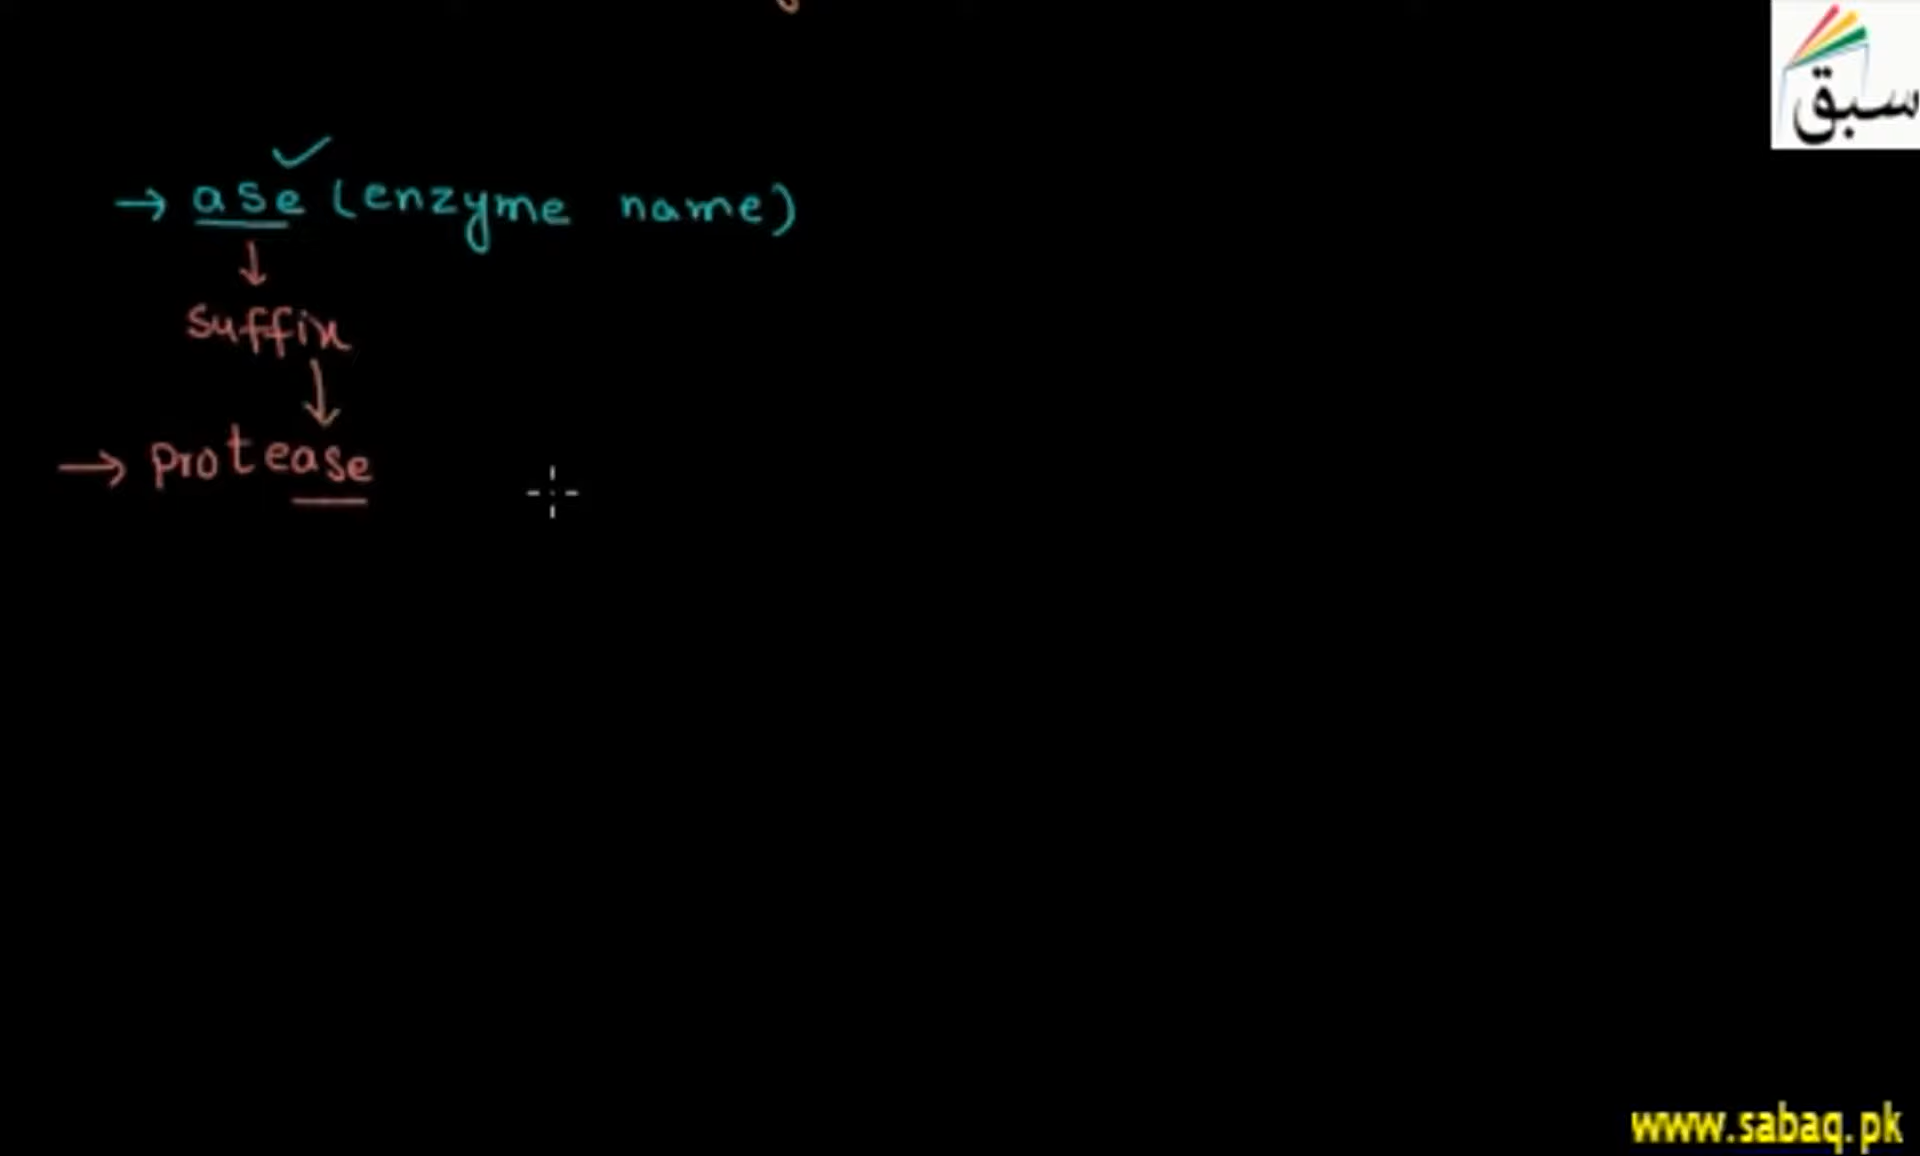 سبق
→ ase (enzyme name)
↓
suffix
↓
→ Protease
www.sabaq.pk